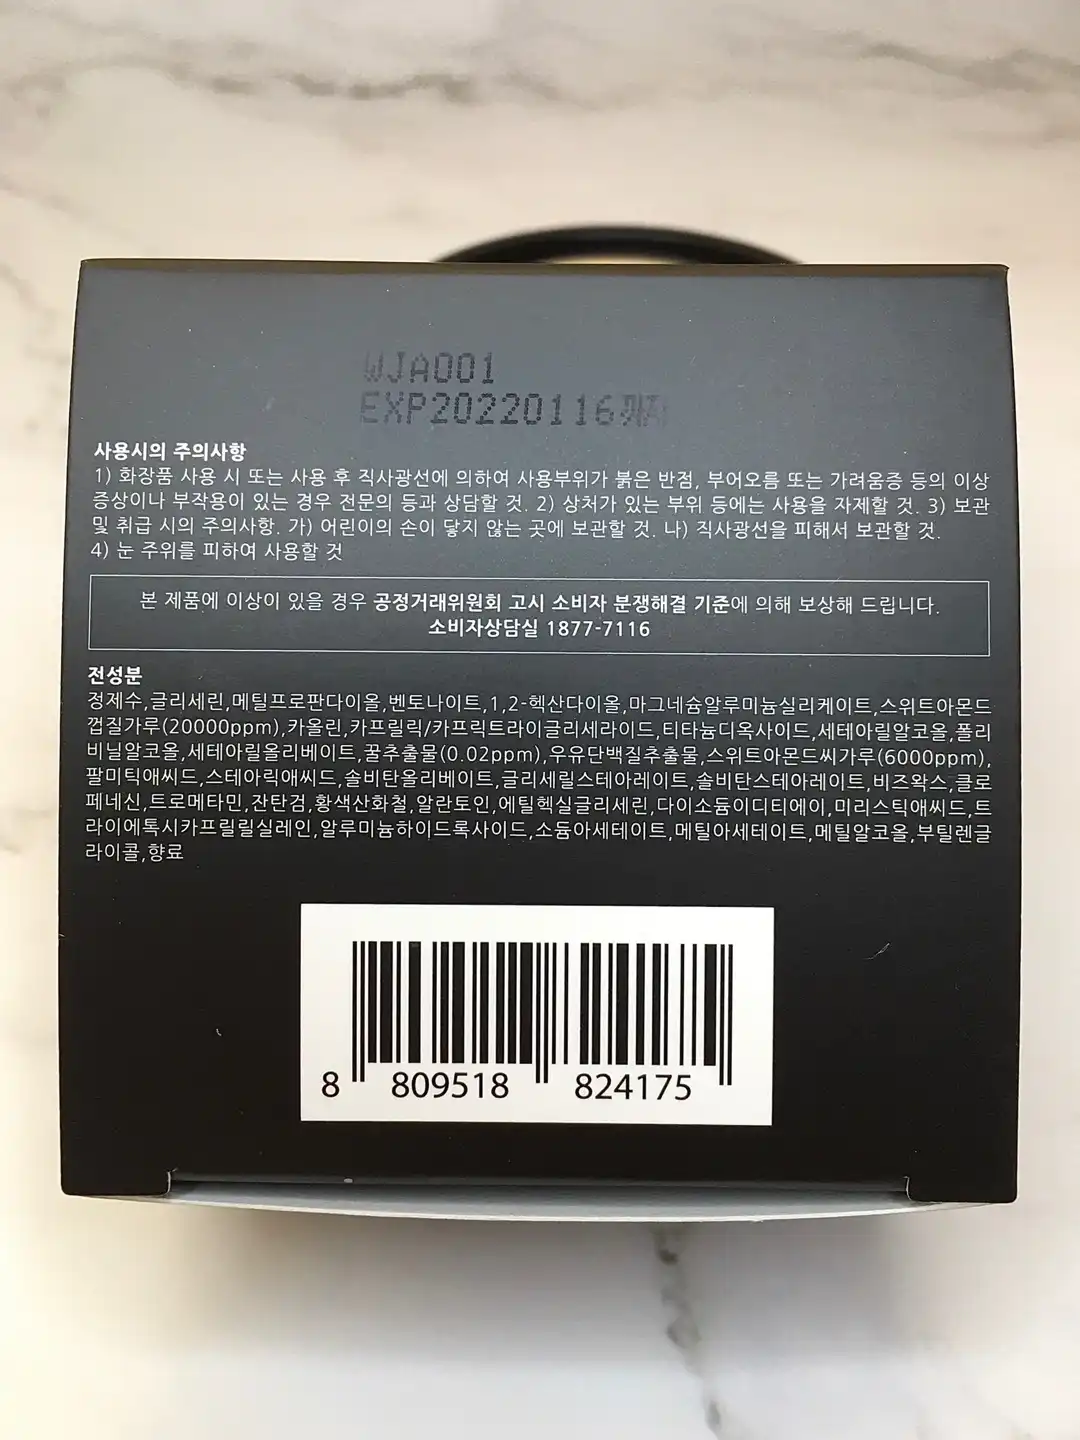 WJA001
EXP20220116까지
사용시의 주의사항
1) 화장품 사용 시 또는 사용 후 직사광선에 의하여 사용부위가 붉은 반점, 부어오름 또는 가려움증 등의 이상
증상이나 부작용이 있는 경우 전문의 등과 상담할 것. 2) 상처가 있는 부위 등에는 사용을 자제할 것. 3) 보관
및 취급 시의 주의사항. 가) 어린이의 손이 닿지 않는 곳에 보관할 것. 나) 직사광선을 피해서 보관할 것.
4) 눈 주위를 피하여 사용할 것
본 제품에 이상이 있을 경우 공정거래위원회 고시 소비자 분쟁해결 기준에 의해 보상해 드립니다.
소비자상담실 1877-7116
전성분
정제수,글리세린,메틸프로판다이올,벤토나이트,1,2-헥산다이올,마그네슘알루미늄실리케이트,스위트아몬드
껍질가루(20000ppm),카올린,카프릴릭/카프릭트라이글리세라이드,티타늄디옥사이드,세테아릴알코올,폴리
비닐알코올,세테아릴올리베이트,꿀추출물(0.02ppm),우유단백질추출물,스위트아몬드씨가루(6000ppm),
팔미틱애씨드,스테아릭애씨드,솔비탄올리베이트,글리세릴스테아레이트,솔비탄스테아레이트,비즈왁스,클로
페네신,트로메타민,잔탄검,황색산화철,알란토인,에틸헥실글리세린,다이소듐이디티에이,미리스틱애씨드,트
라이에톡시카프릴릴실레인,알루미늄하이드록사이드,소듐아세테이트,메틸아세테이트,메틸알코올,부틸렌글
라이콜,향료
8 809518 824175